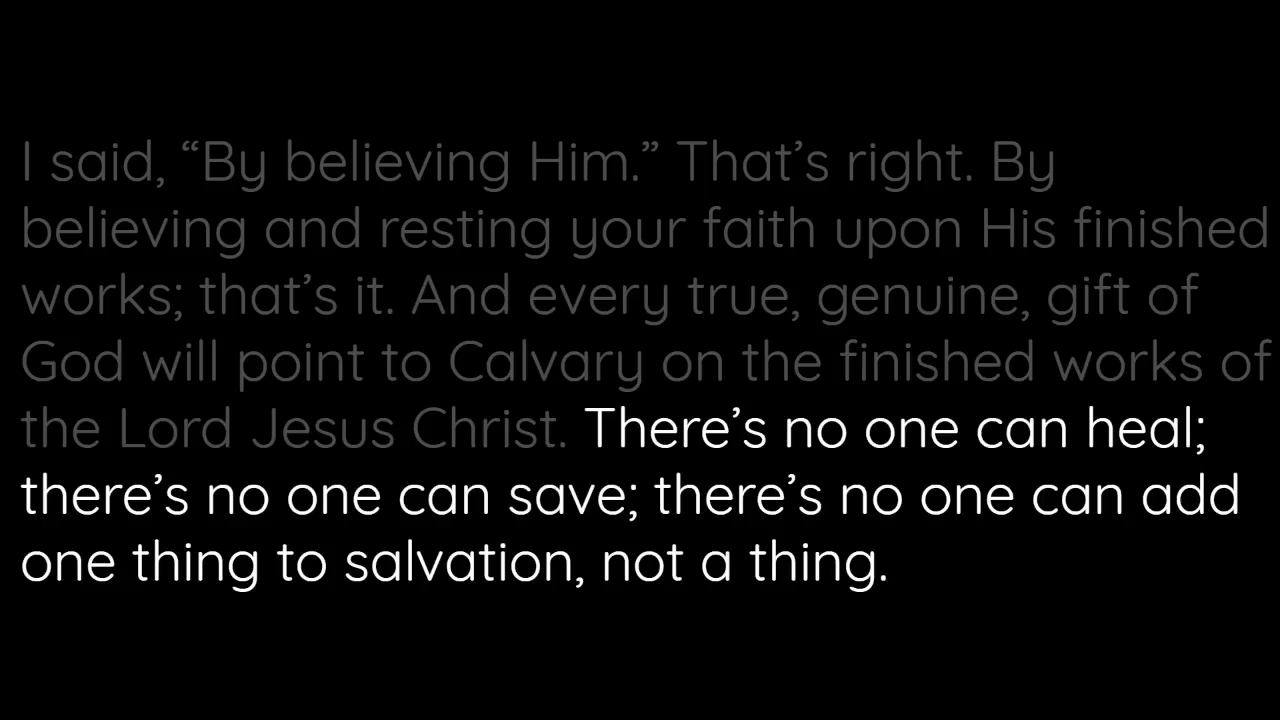 I said, “By believing Him.” That’s right. By
believing and resting your faith upon His finished
works; that’s it. And every true, genuine, gift of
God will point to Calvary on the finished works of
the Lord Jesus Christ. There’s no one can heal;
there’s no one can save; there’s no one can add
one thing to salvation, not a thing.